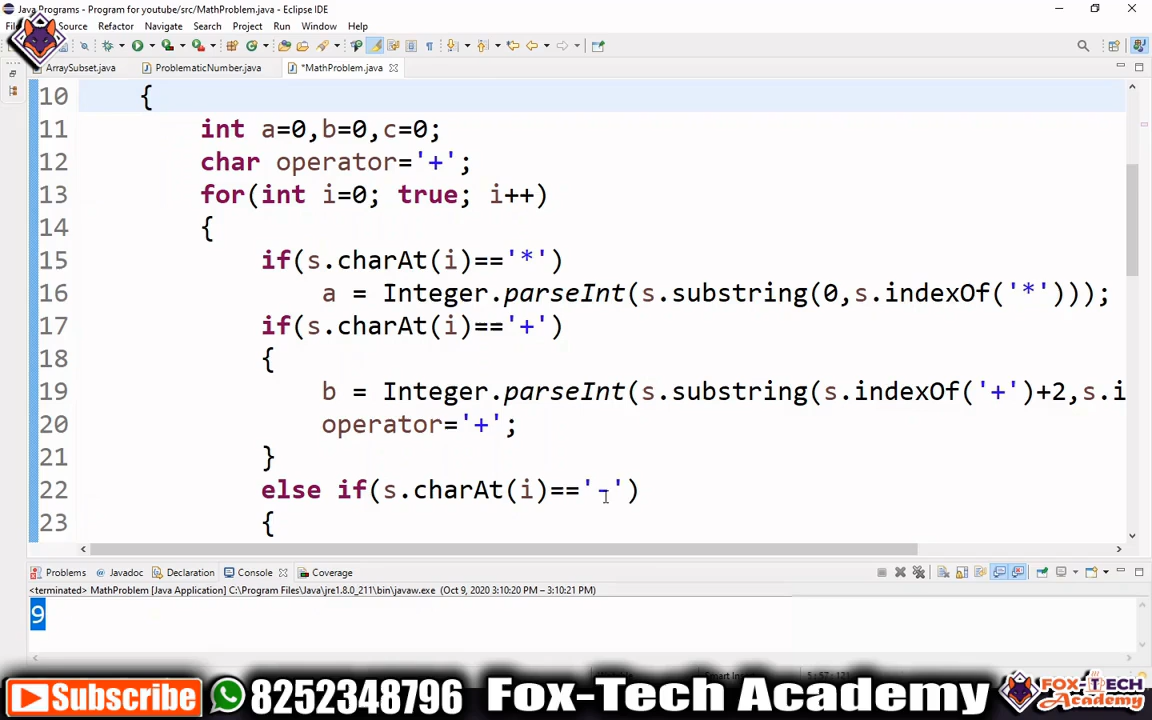 Java Programs - Program for youtube/src/MathProblem.java - Eclipse IDE
Source Refactor Navigate Search Project Run Window Help
ArraySubset.java ProblematicNumber.java *MathProblem.java
10 {
11 int a=0,b=0,c=0;
12 char operator='+';
13 for(int i=0; true; i++)
14 {
15 if(s.charAt(i)=='*')
16 a = Integer.parseInt(s.substring(0,s.indexOf('*')));
17 if(s.charAt(i)=='+')
18 {
19 b = Integer.parseInt(s.substring(s.indexOf('+')+2,s.i
20 operator='+';
21 }
22 else if(s.charAt(i)=='-')
23 {
Problems Javadoc Declaration Console Coverage
<terminated> MathProblem [Java Application] C:\Program Files\Java\jre1.8.0_211\bin\javaw.exe (Oct 9, 2020 3:10:20 PM – 3:10:21 PM)
9
Subscribe 8252348796 Fox-Tech Academy FOX-TECH
Academy